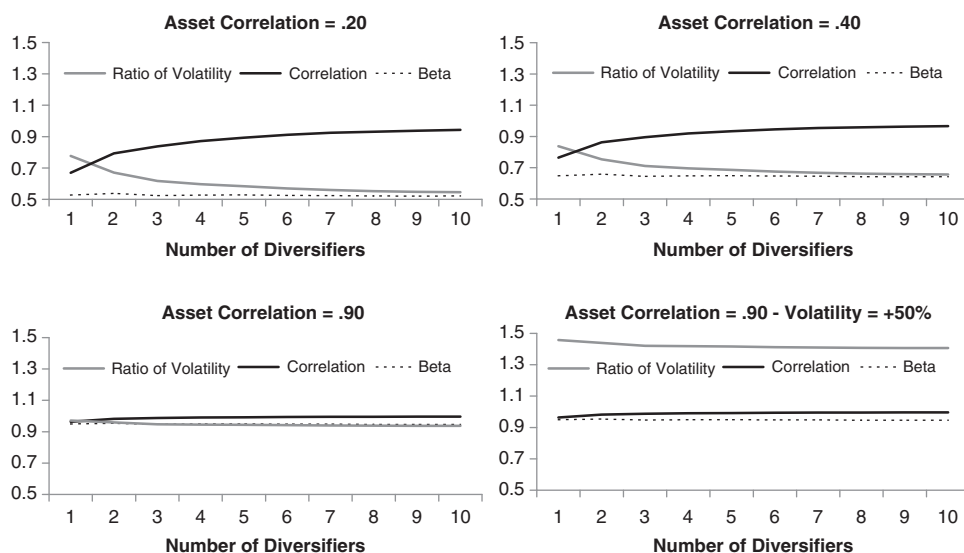 Asset Correlation = .20
1.5
1.3
1.1
0.9
0.7
0.5
Ratio of Volatility Correlation Beta
1 2 3 4 5 6 7 8 9 10
Number of Diversifiers
Asset Correlation = .40
1.5
1.3
1.1
0.9
0.7
0.5
Ratio of Volatility Correlation Beta
1 2 3 4 5 6 7 8 9 10
Number of Diversifiers
Asset Correlation = .90
1.5
1.3
1.1
0.9
0.7
0.5
Ratio of Volatility Correlation Beta
1 2 3 4 5 6 7 8 9 10
Number of Diversifiers
Asset Correlation = .90 - Volatility = +50%
1.5
1.3
1.1
0.9
0.7
0.5
Ratio of Volatility Correlation Beta
1 2 3 4 5 6 7 8 9 10
Number of Diversifiers